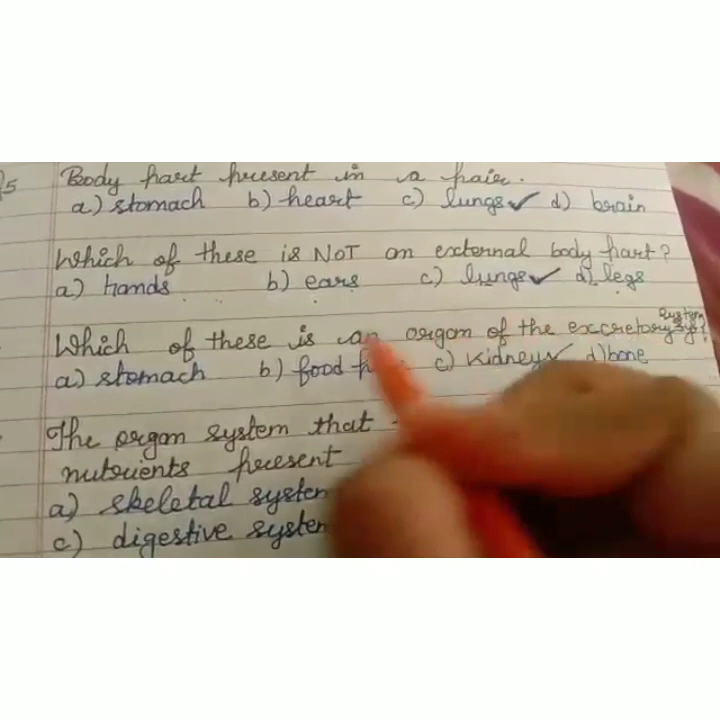 Body part present in a pair.
a) stomach b) heart c) lungs ✓ d) brain
Which of these is NOT an external body part?
a) hands b) ears c) lungs ✓ d) legs
Which of these is an organ of the excretory system?
a) stomach b) food c) kidneys ✓ d) bone
The organ system that
nutrients present
a) skeletal system
c) digestive system